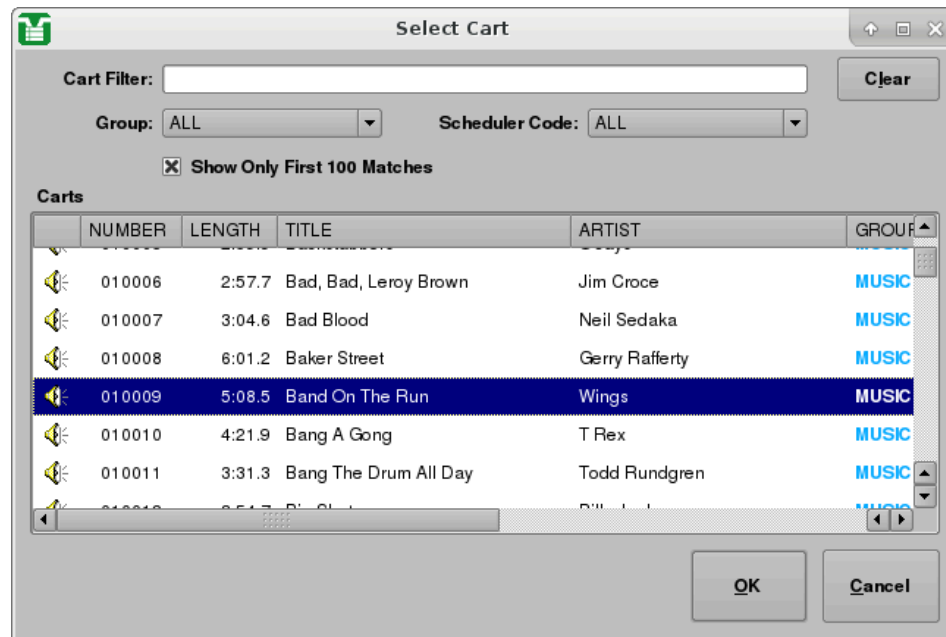 Select Cart
Cart Filter: Clear
Group: ALL Scheduler Code: ALL
Show Only First 100 Matches
Carts
NUMBER LENGTH TITLE ARTIST GROUP
010006 2:57.7 Bad, Bad, Leroy Brown Jim Croce MUSIC
010007 3:04.6 Bad Blood Neil Sedaka MUSIC
010008 6:01.2 Baker Street Gerry Rafferty MUSIC
010009 5:08.5 Band On The Run Wings MUSIC
010010 4:21.9 Bang A Gong T Rex MUSIC
010011 3:31.3 Bang The Drum All Day Todd Rundgren MUSIC
OK Cancel